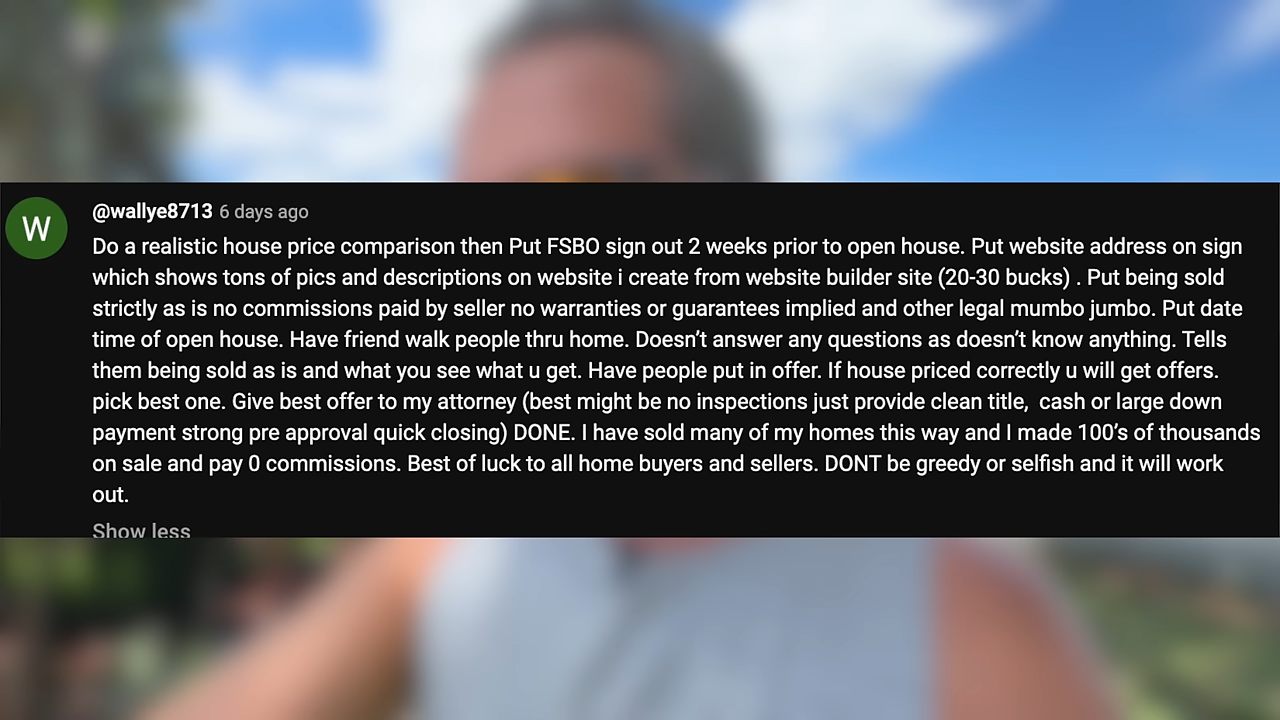 W
@wallye8713 6 days ago
Do a realistic house price comparison then Put FSBO sign out 2 weeks prior to open house. Put website address on sign
which shows tons of pics and descriptions on website i create from website builder site (20-30 bucks) . Put being sold
strictly as is no commissions paid by seller no warranties or guarantees implied and other legal mumbo jumbo. Put date
time of open house. Have friend walk people thru home. Doesn’t answer any questions as doesn’t know anything. Tells
them being sold as is and what you see what u get. Have people put in offer. If house priced correctly u will get offers.
pick best one. Give best offer to my attorney (best might be no inspections just provide clean title,  cash or large down
payment strong pre approval quick closing) DONE. I have sold many of my homes this way and I made 100’s of thousands
on sale and pay 0 commissions. Best of luck to all home buyers and sellers. DONT be greedy or selfish and it will work
out.
Show less